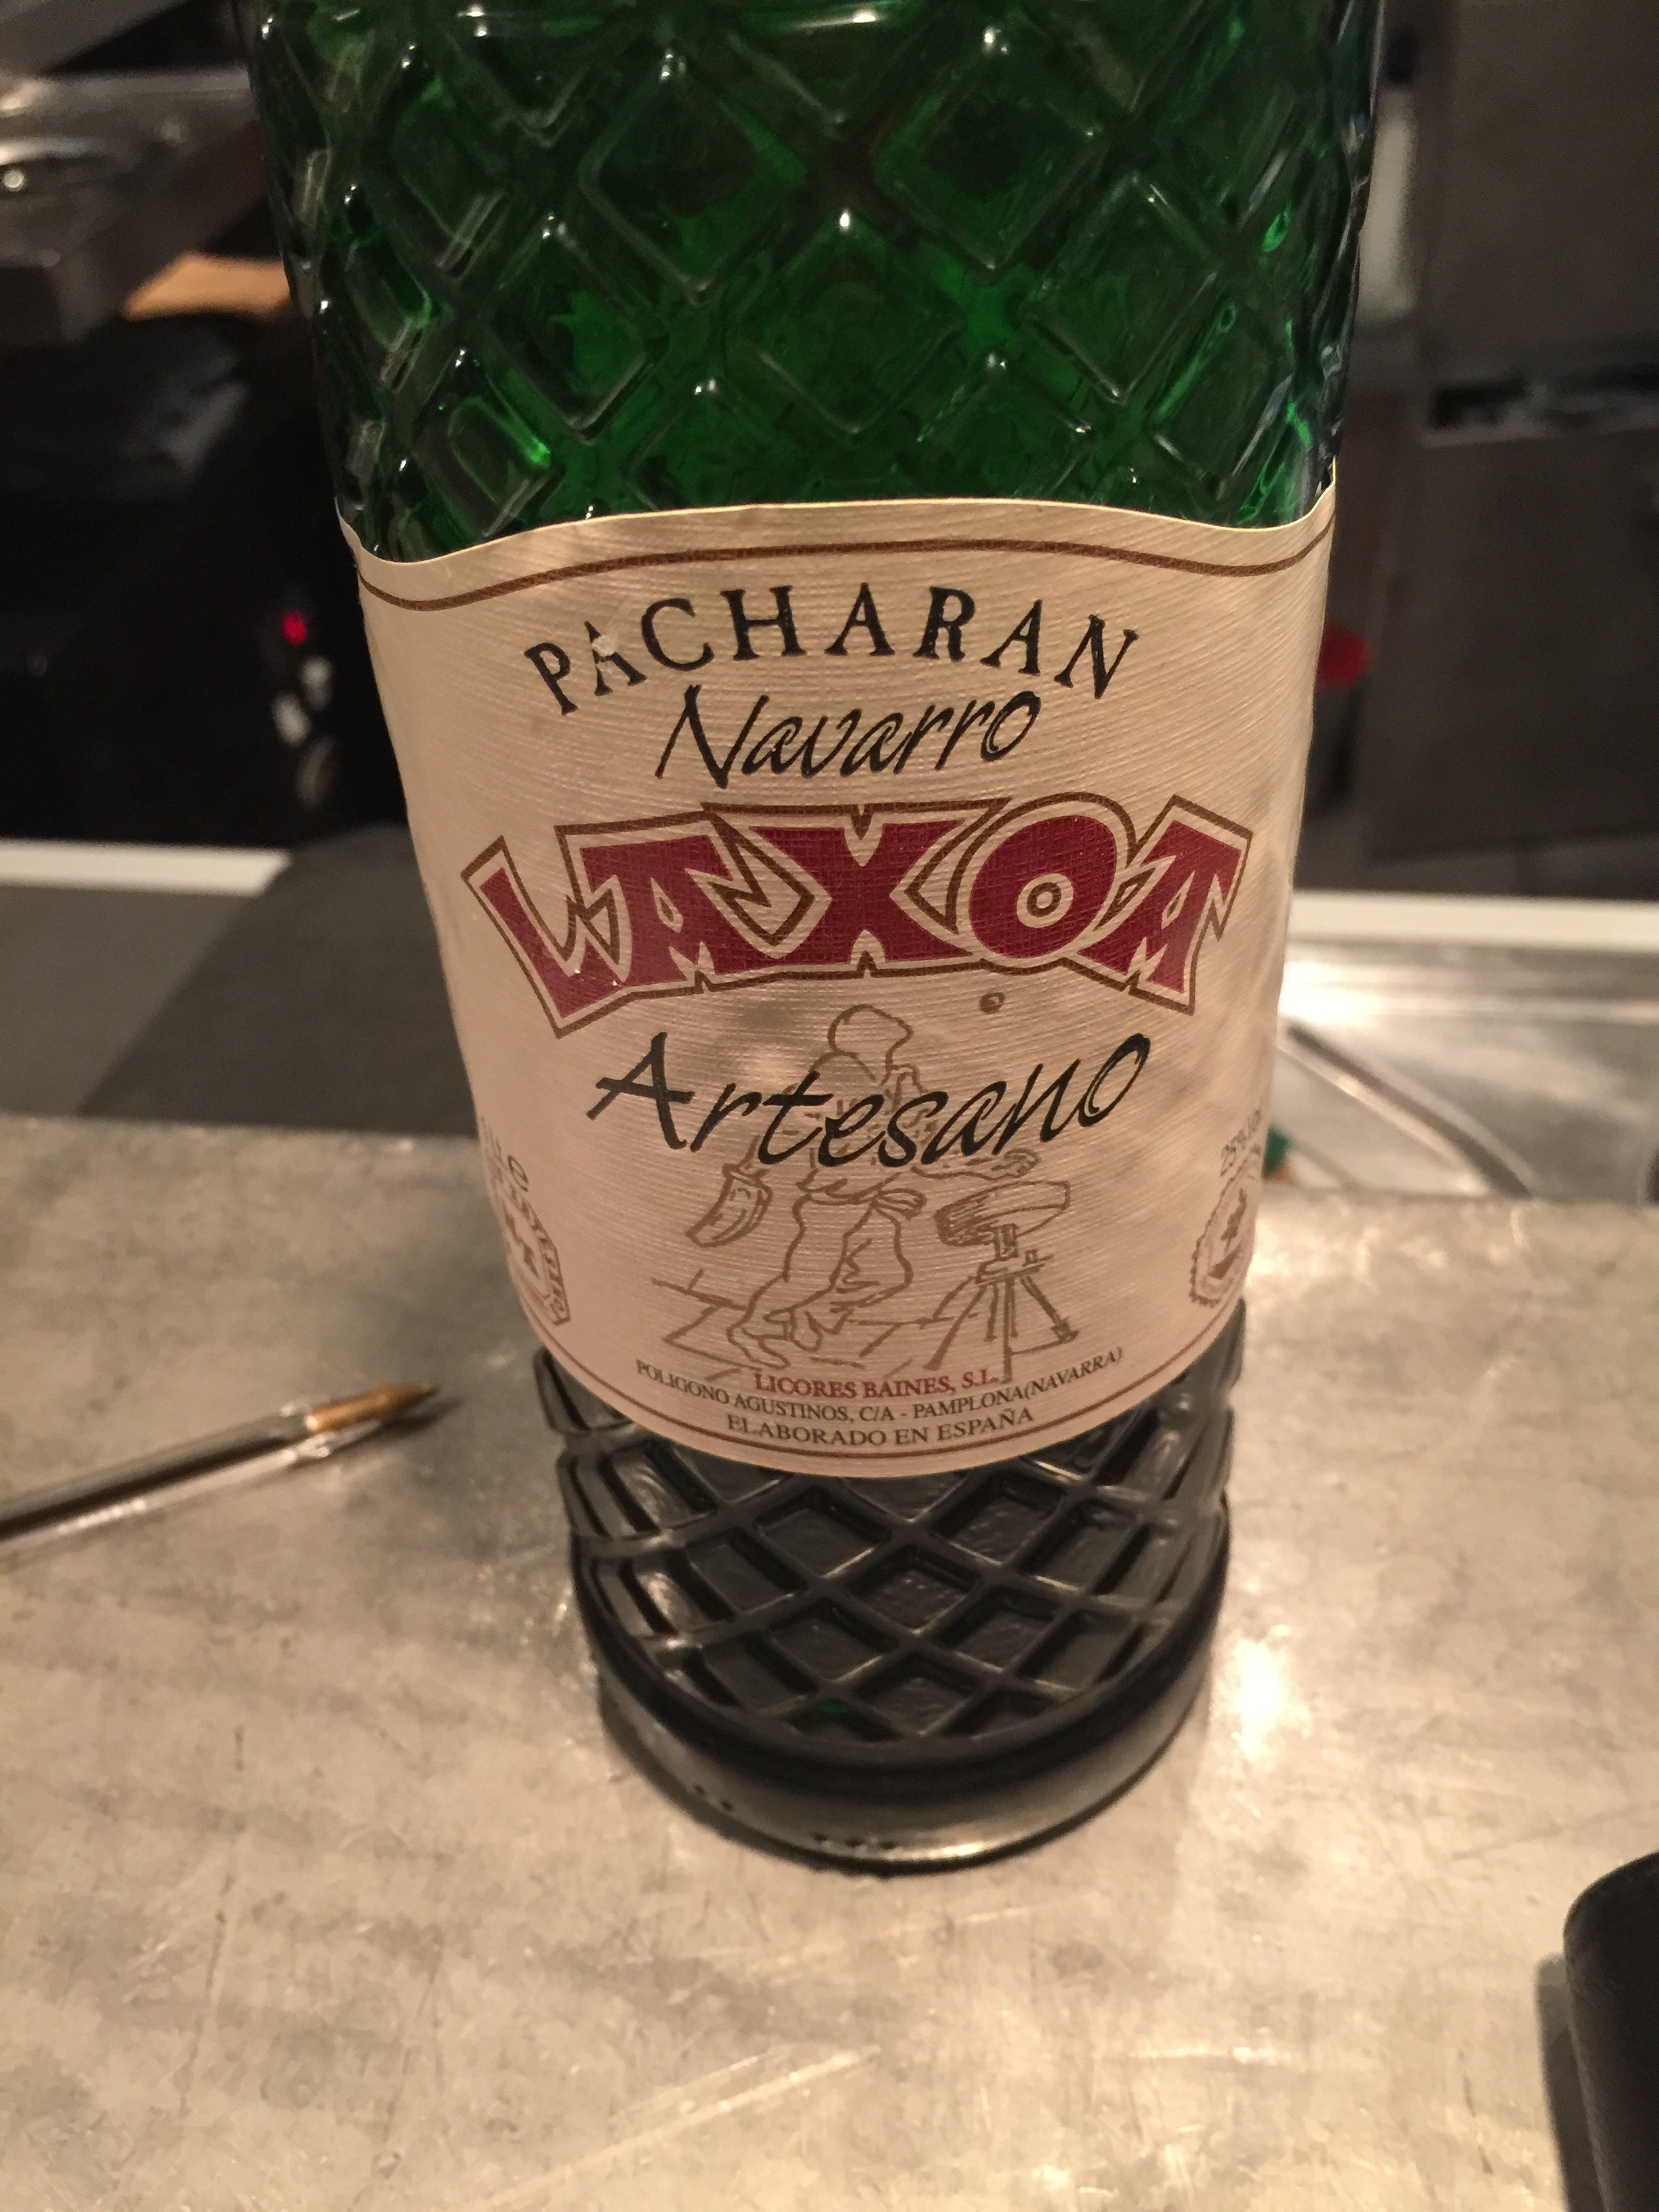 PACHARAN
Navarro
LAXOA
Artesano
LICORES BAINES, S.L.
POLIGONO AGUSTINOS, C/A - PAMPLONA(NAVARRA)
ELABORADO EN ESPAÑA